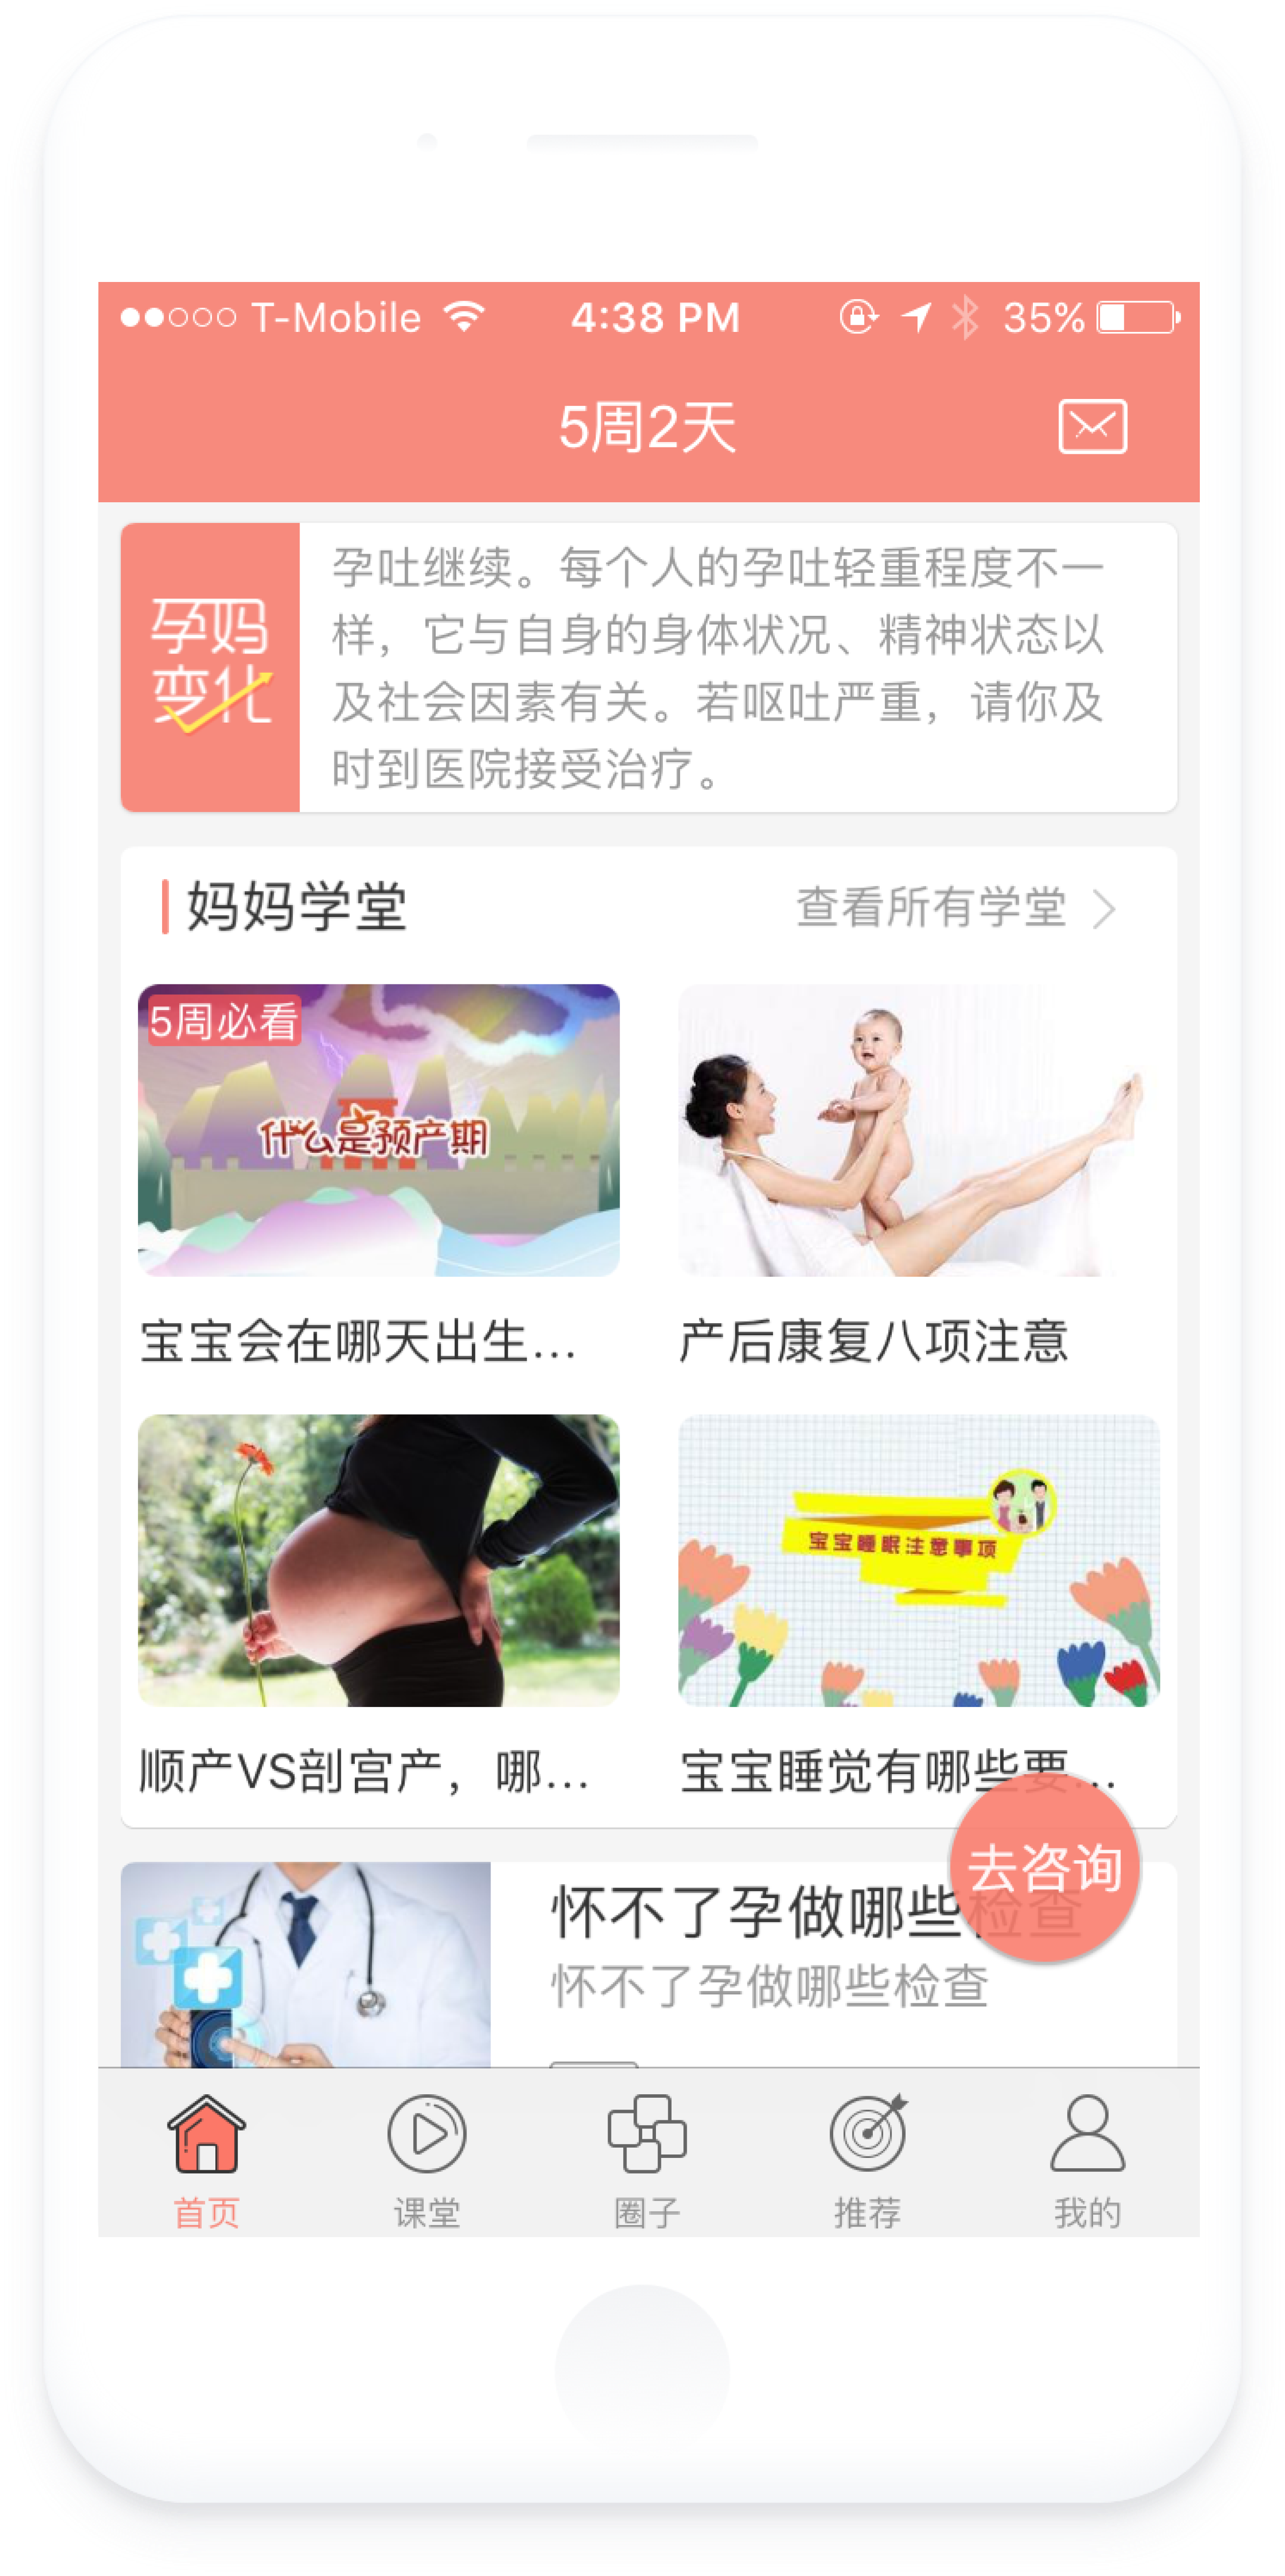 T-Mobile
4:38 PM
35%
5周2天
孕妈
变化
孕吐继续。每个人的孕吐轻重程度不一
样，它与自身的身体状况、精神状态以
及社会因素有关。若呕吐严重，请你及
时到医院接受治疗。
妈妈学堂
查看所有学堂
5周必看
什么是预产期
宝宝会在哪天出生...
产后康复八项注意
宝宝睡眠注意事项
顺产VS剖宫产，哪...
宝宝睡觉有哪些要...
去咨询
怀不了孕做哪些检查
怀不了孕做哪些检查
首页
课堂
圈子
推荐
我的